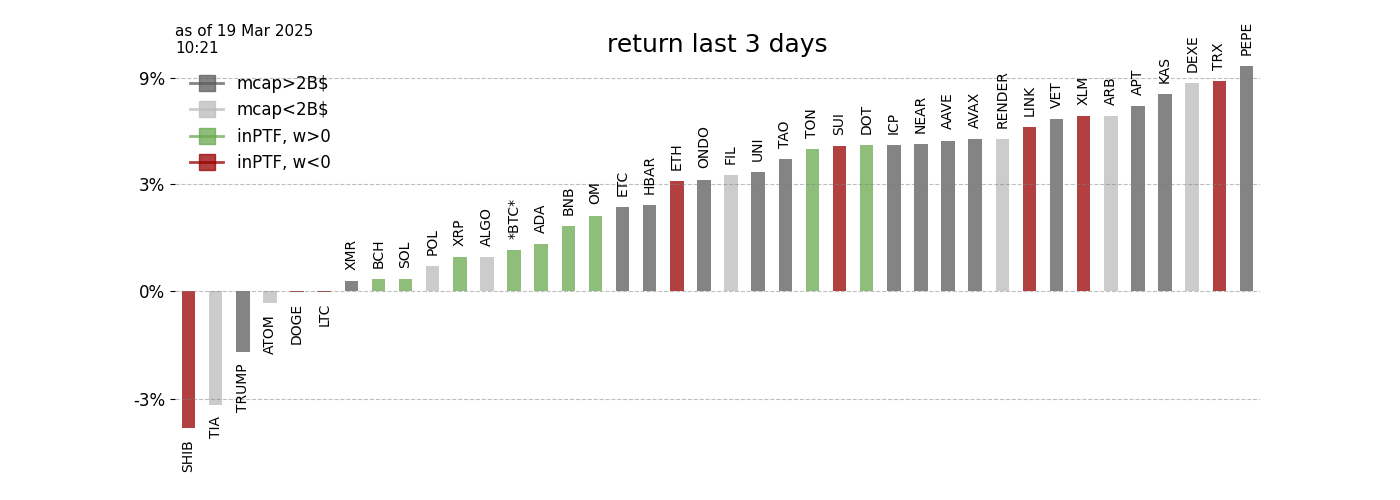 as of 19 Mar 2025
10:21
return last 3 days
9%
3%
0%
-3%
mcap>2B$
mcap<2B$
inPTF, w>0
inPTF, w<0
SHIB
TIA
TRUMP
ATOM
DOGE
LTC
XMR
BCH
SOL
POL
XRP
ALGO
*BTC*
ADA
BNB
OM
ETC
HBAR
ETH
ONDO
FIL
UNI
TAO
TON
SUI
DOT
ICP
NEAR
AAVE
AVAX
RENDER
LINK
VET
XLM
ARB
APT
KAS
DEXE
TRX
PEPE